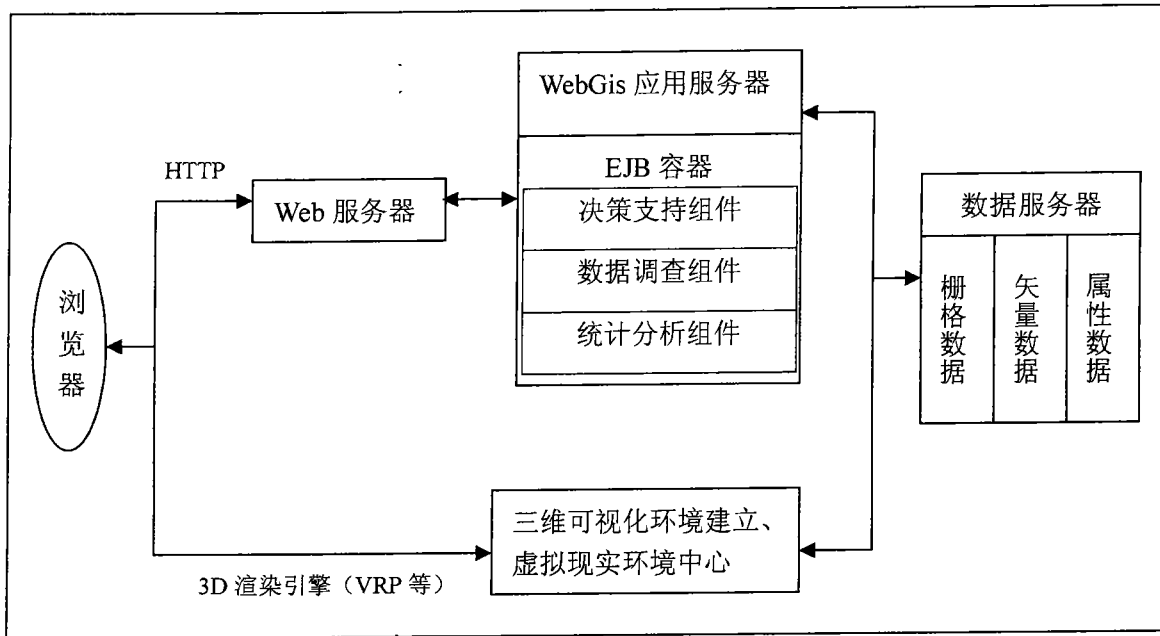 WebGis 应用服务器
EJB 容器
决策支持组件
数据调查组件
统计分析组件
HTTP
Web 服务器
数据服务器
栅格数据
矢量数据
属性数据
浏览器
三维可视化环境建立、
虚拟现实环境中心
3D 渲染引擎（VRP 等）